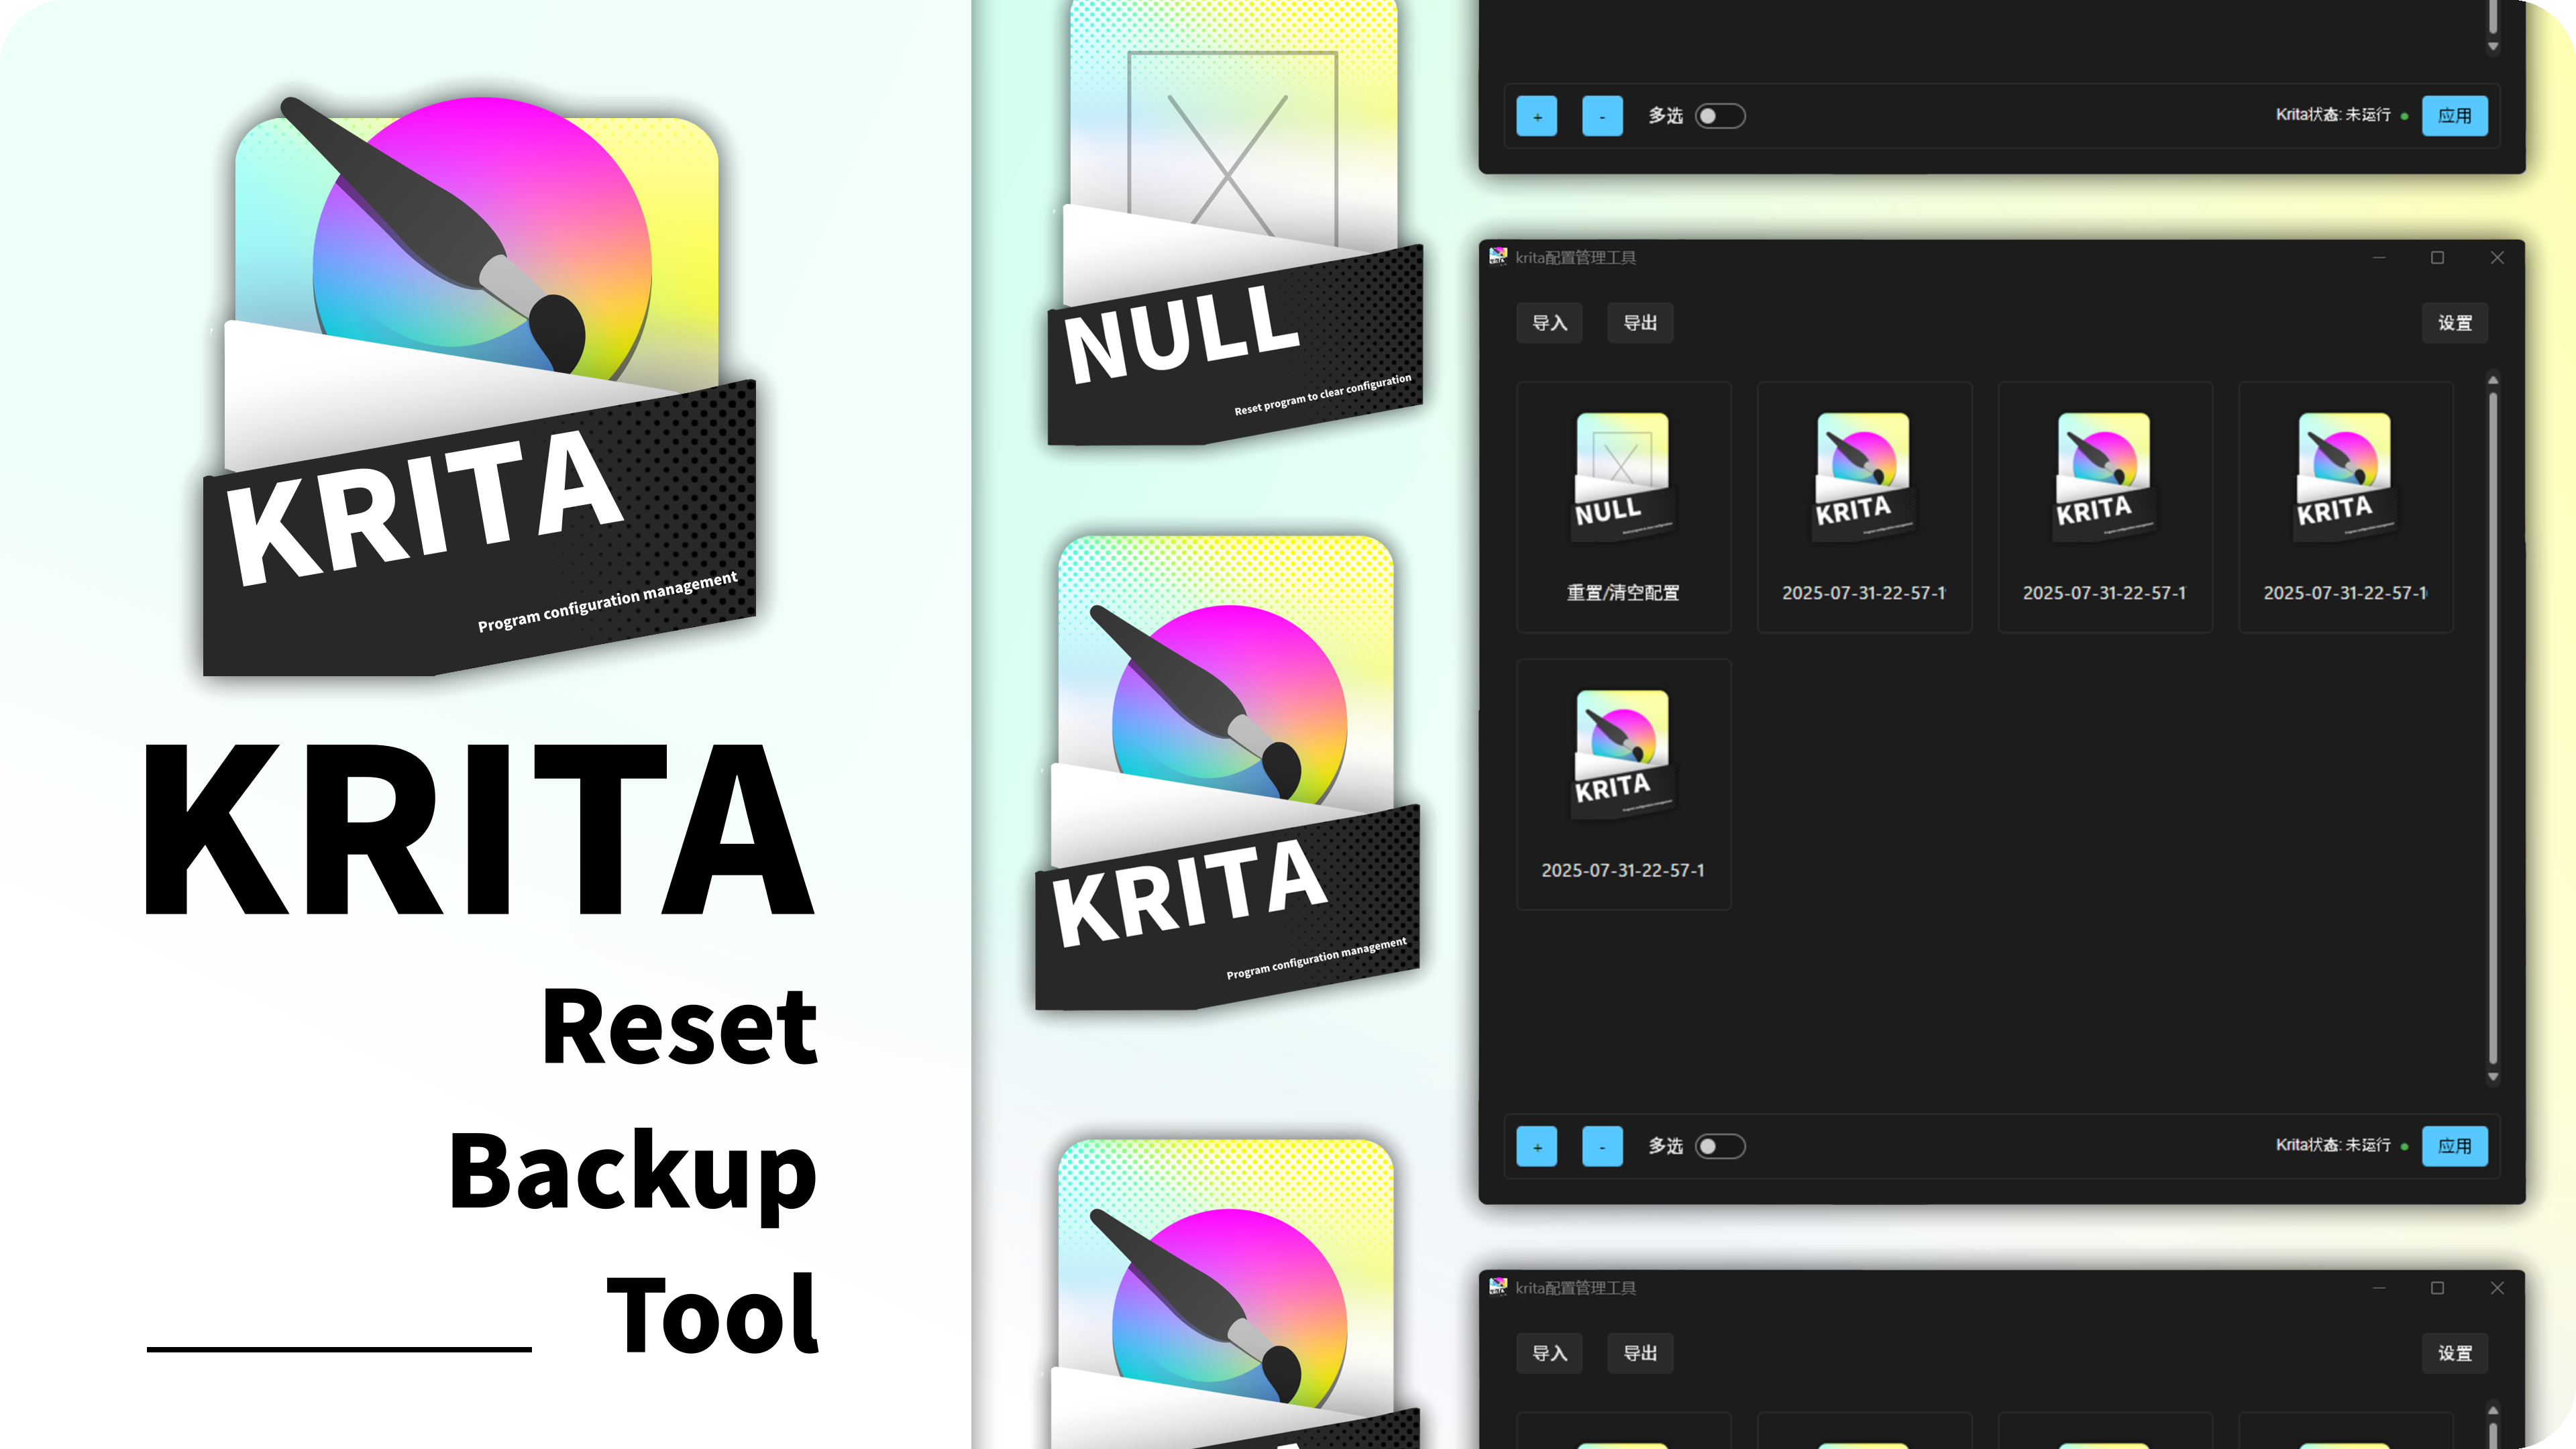 KRITA
Program configuration management
KRITA
Reset
Backup
Tool
NULL
Reset program to clear configuration
KRITA
Program configuration management
+
-
多选
Krita状态: 未运行
应用
krita配置管理工具
导入
导出
设置
NULL
KRITA
KRITA
KRITA
重置/清空配置
2025-07-31-22-57-1
2025-07-31-22-57-1
2025-07-31-22-57-1
KRITA
2025-07-31-22-57-1
+
-
多选
Krita状态: 未运行
应用
krita配置管理工具
导入
导出
设置